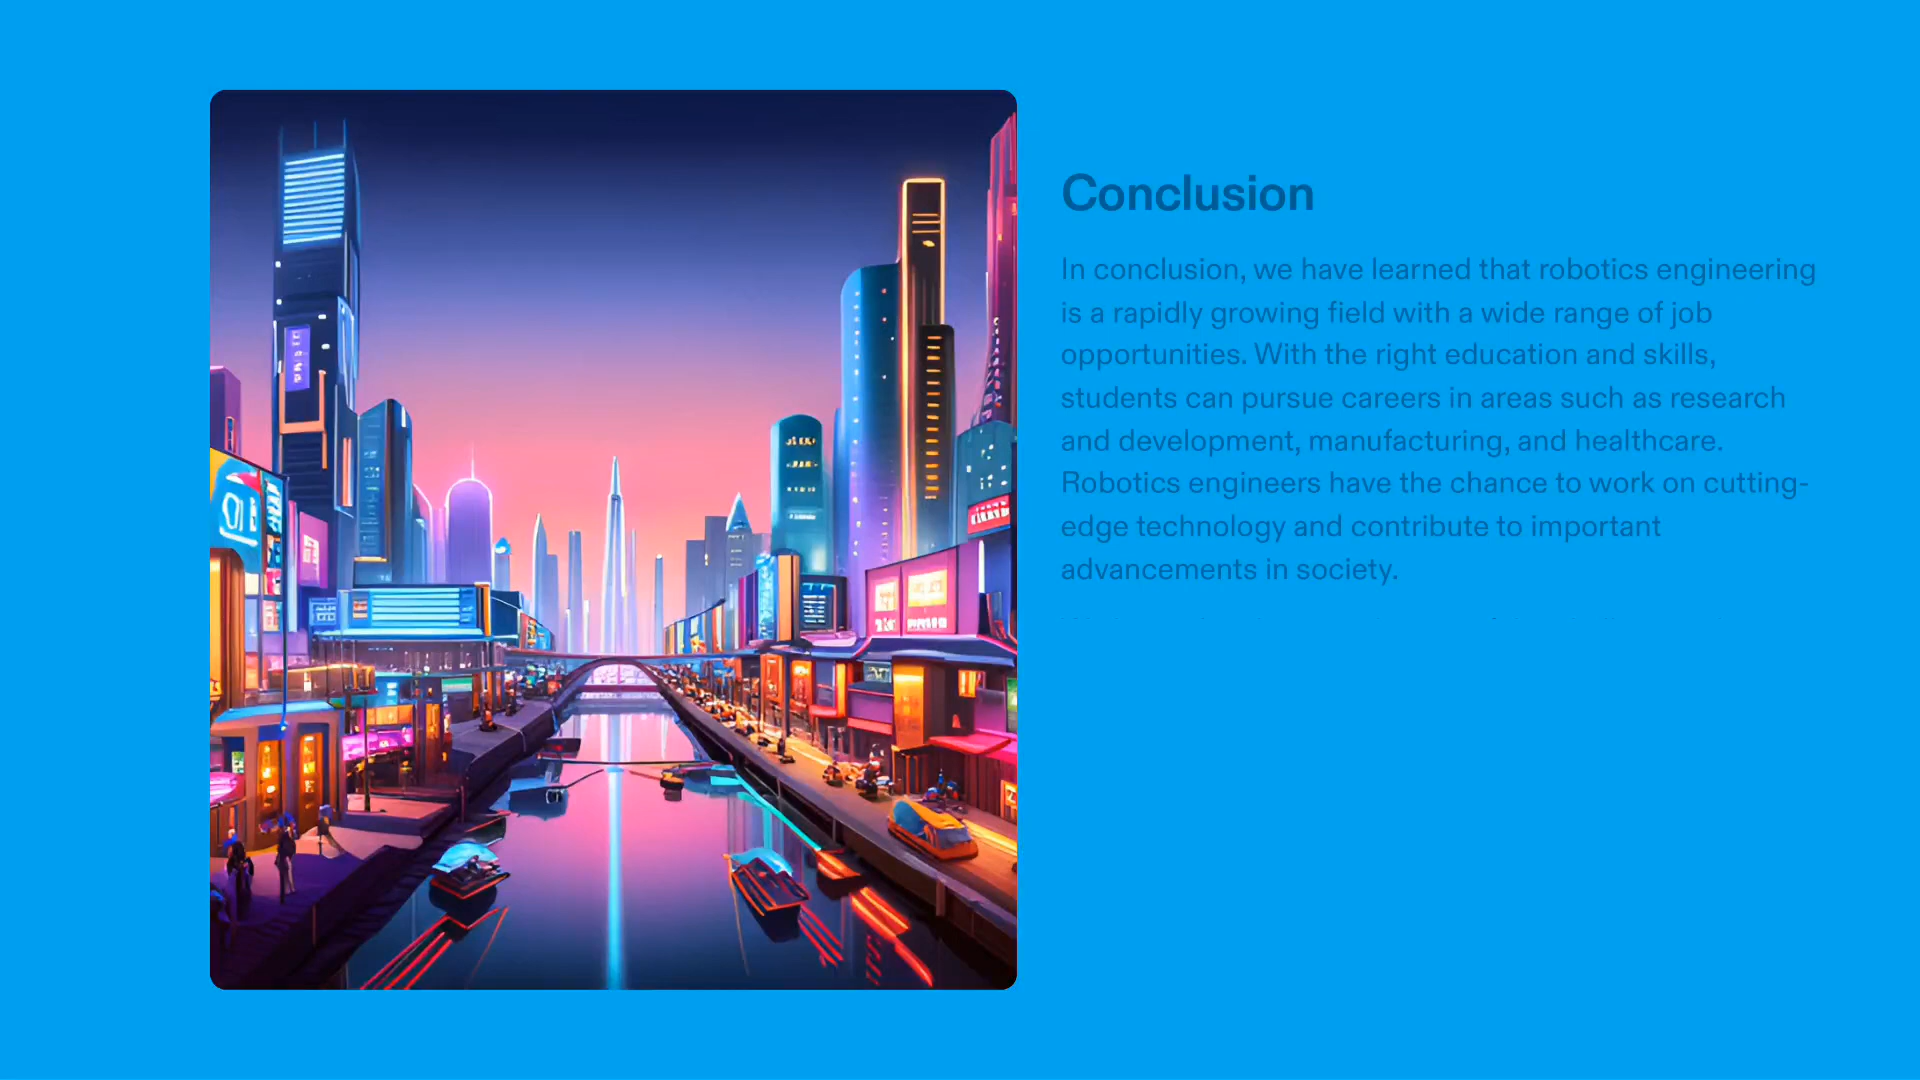 Conclusion
In conclusion, we have learned that robotics engineering
is a rapidly growing field with a wide range of job
opportunities. With the right education and skills,
students can pursue careers in areas such as research
and development, manufacturing, and healthcare.
Robotics engineers have the chance to work on cutting-
edge technology and contribute to important
advancements in society.